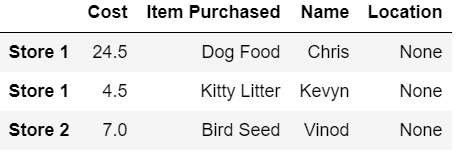 Cost Item Purchased Name Location
Store 1 24.5 Dog Food Chris None
Store 1 4.5 Kitty Litter Kevyn None
Store 2 7.0 Bird Seed Vinod None